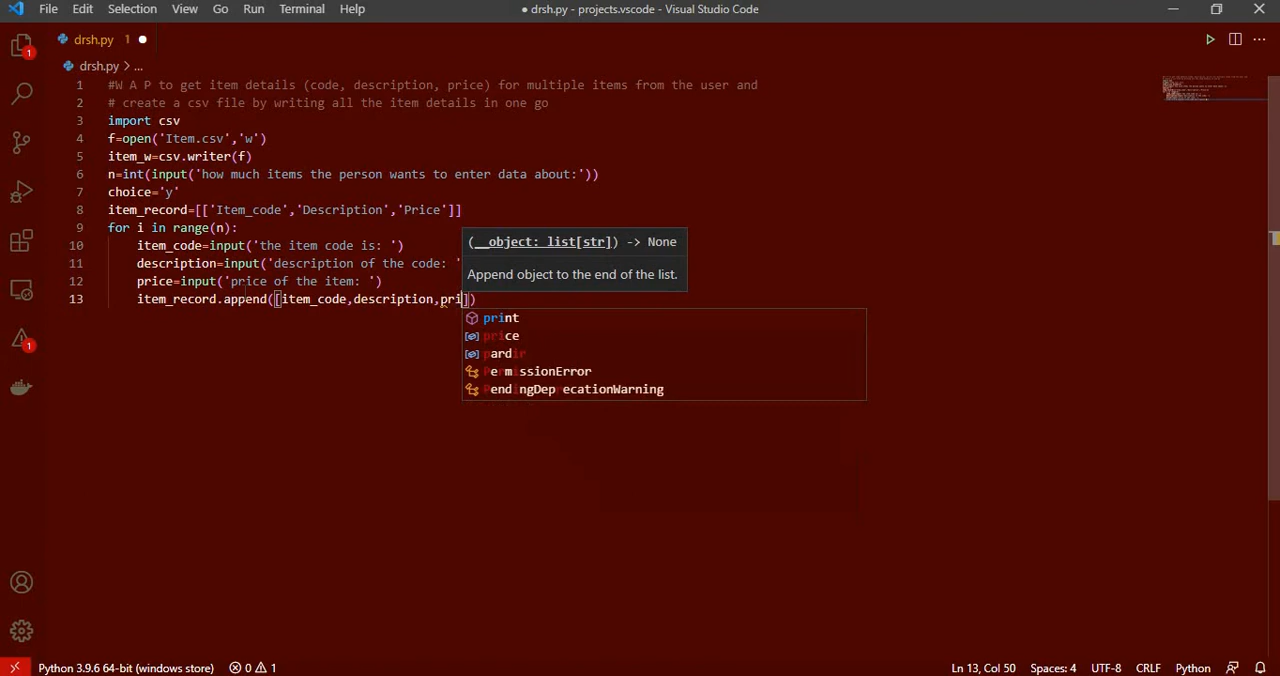 File Edit Selection View Go Run Terminal Help ● drsh.py - projects.vscode - Visual Studio Code
drsh.py 1 ●
drsh.py > ...
1 #W A P to get item details (code, description, price) for multiple items from the user and
2 # create a csv file by writing all the item details in one go
3 import csv
4 f=open('Item.csv','w')
5 item_w=csv.writer(f)
6 n=int(input('how much items the person wants to enter data about:'))
7 choice='y'
8 item_record=[['Item_code','Description','Price']]
9 for i in range(n):
10 item_code=input('the item code is: ')
11 description=input('description of the code: '
12 price=input('price of the item: ')
13 item_record.append([item_code,description,pri])
(__object: list[str]) -> None
Append object to the end of the list.
print
price
pardir
PermissionError
PendingDeprecationWarning
1
1
Python 3.9.6 64-bit (windows store) 0 1 Ln 13, Col 50 Spaces: 4 UTF-8 CRLF Python